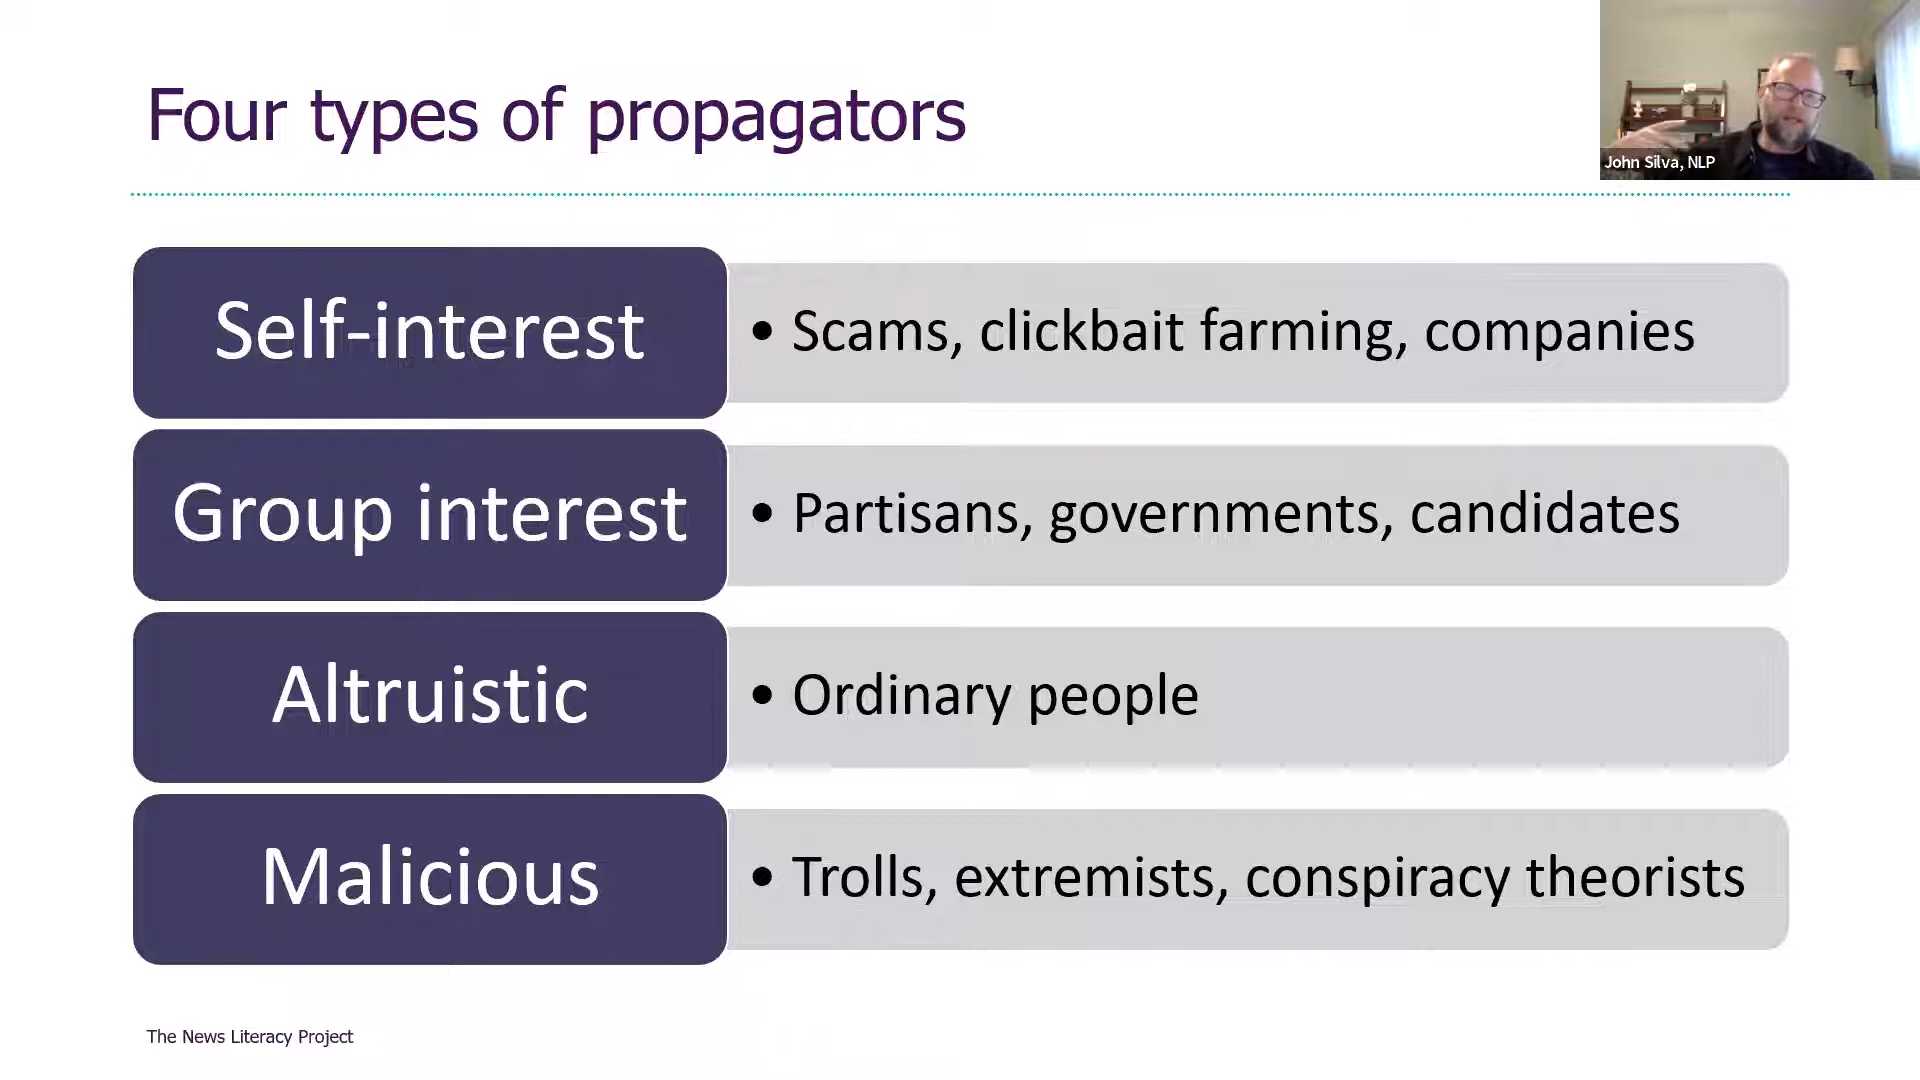 Four types of propagators
John Silva, NLP
Self-interest
• Scams, clickbait farming, companies
Group interest
• Partisans, governments, candidates
Altruistic
• Ordinary people
Malicious
• Trolls, extremists, conspiracy theorists
The News Literacy Project